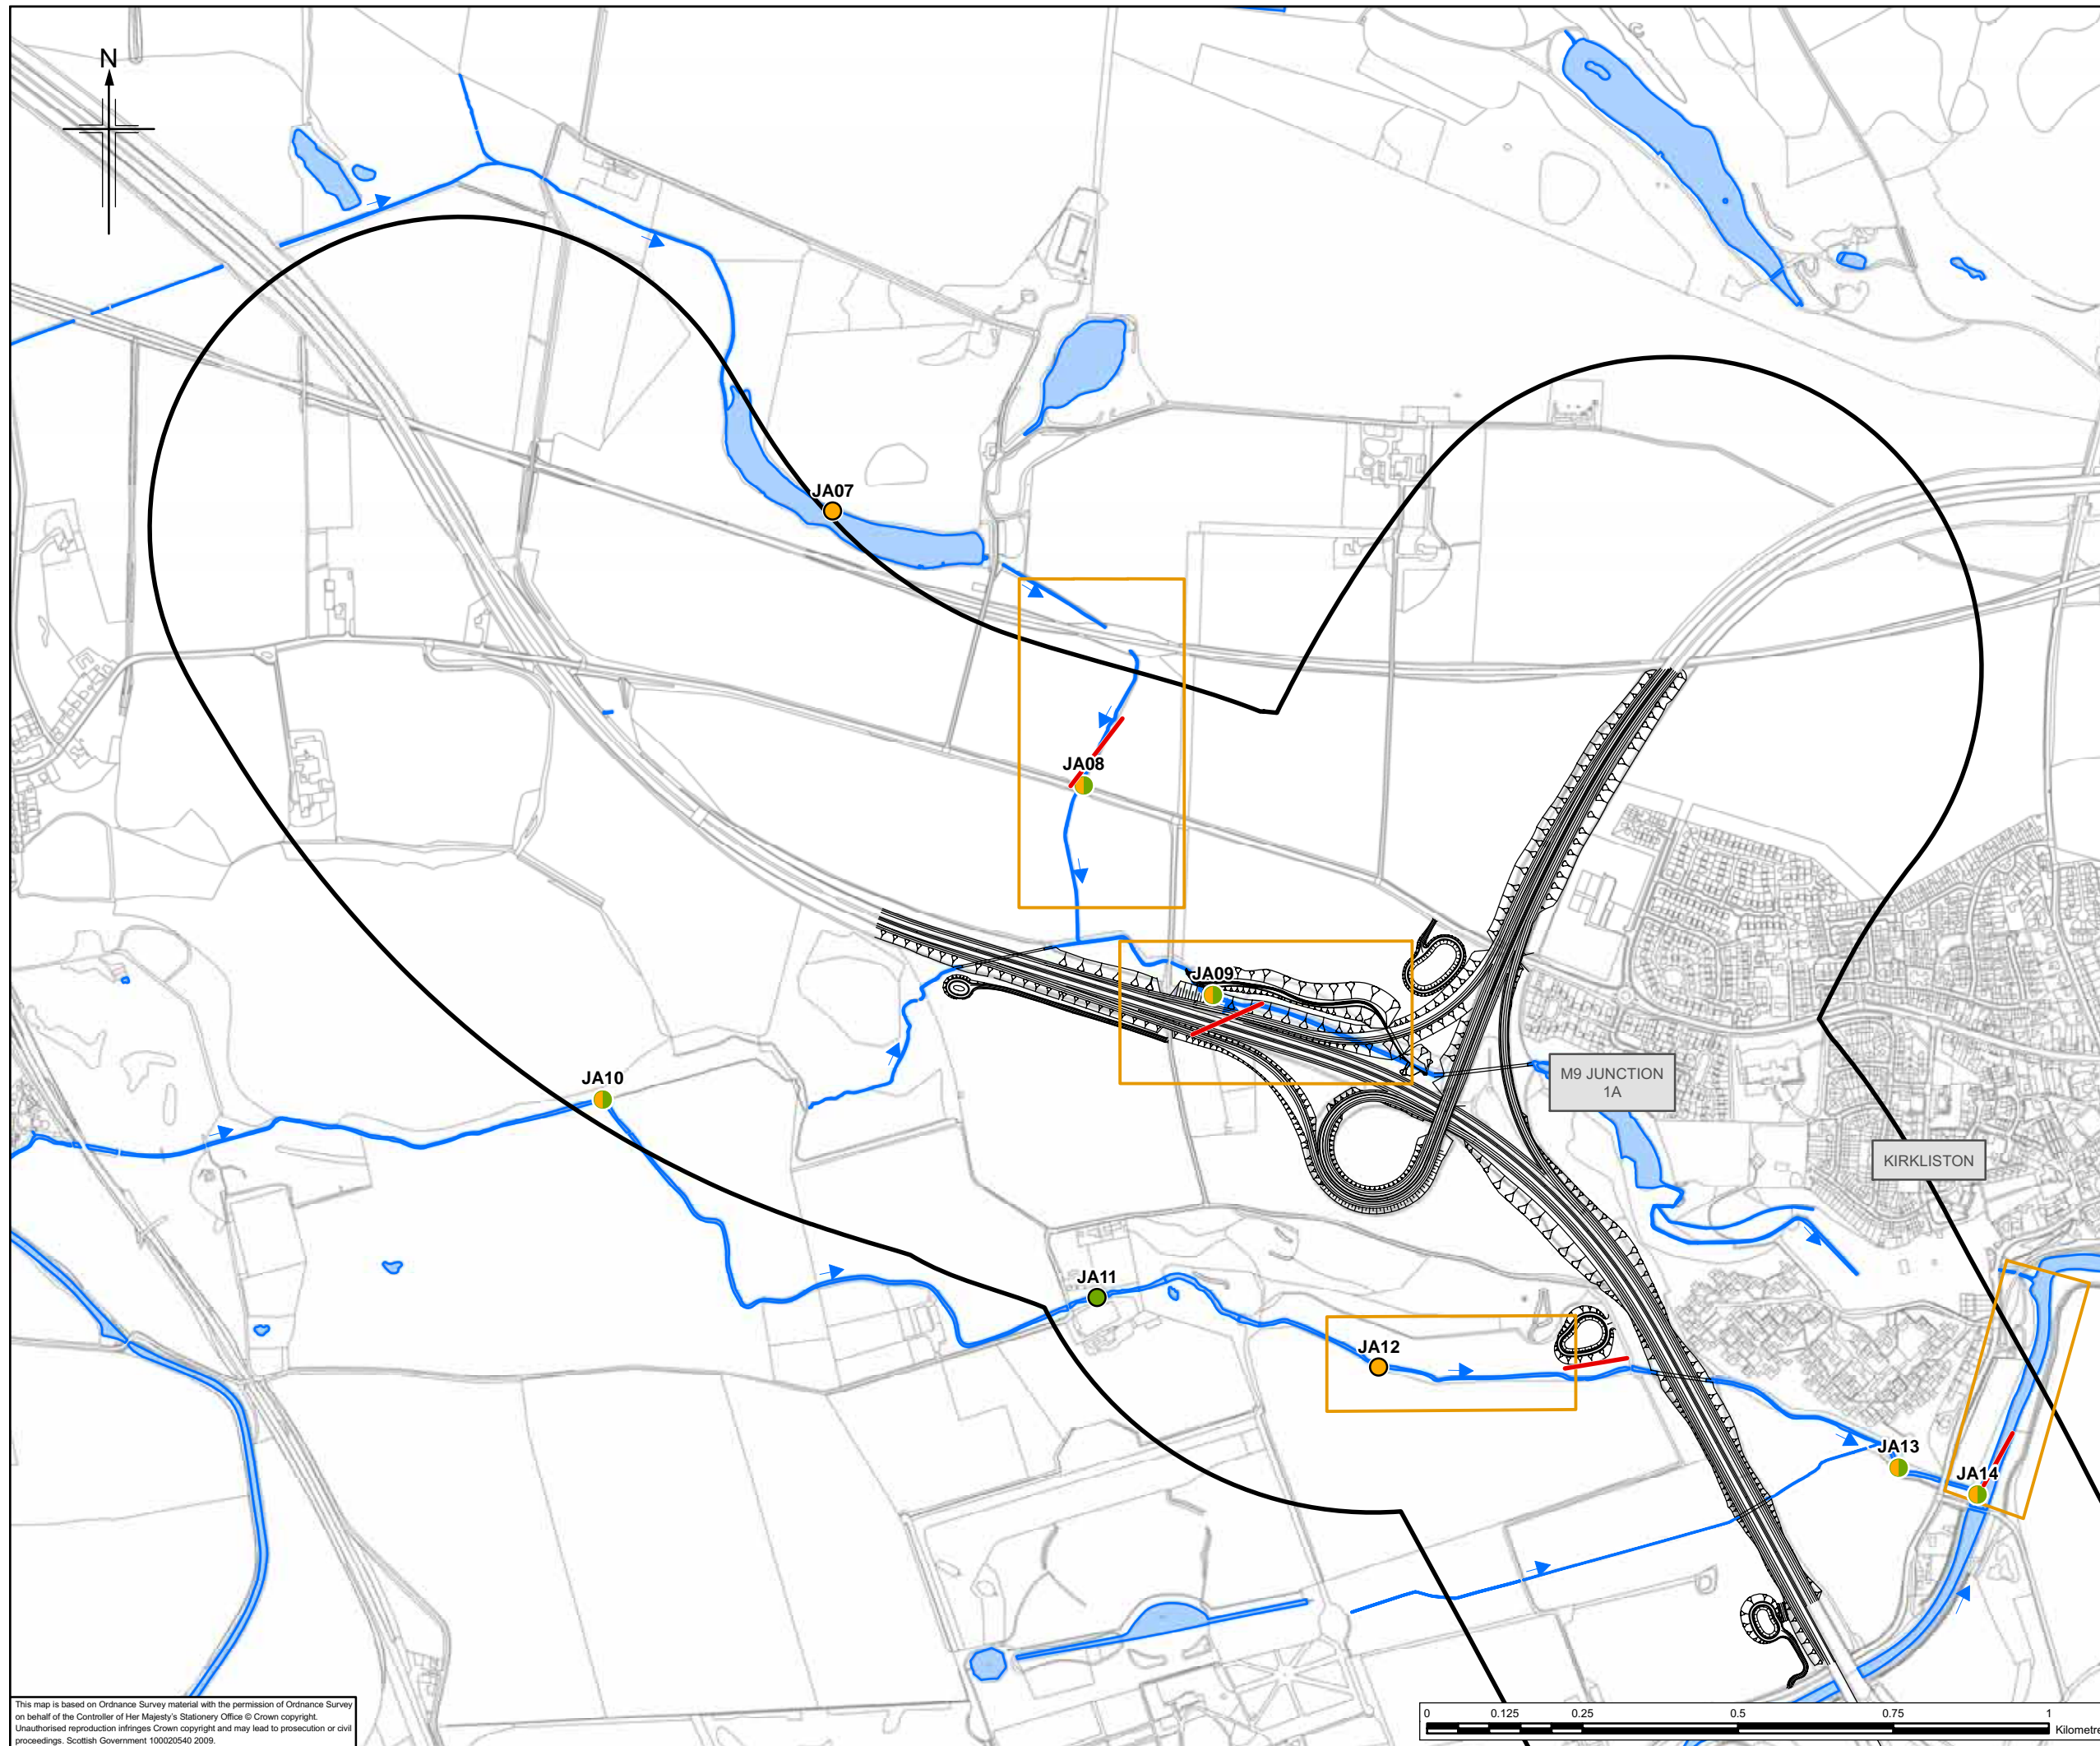 N
JA07
JA08
JA09
JA10
M9 JUNCTION
1A
KIRKLISTON
JA11
JA12
JA13
JA14
This map is based on Ordnance Survey material with the permission of Ordnance Survey
on behalf of the Controller of Her Majesty's Stationery Office © Crown copyright.
Unauthorised reproduction infringes Crown copyright and may lead to prosecution or civil
proceedings. Scottish Government 100020540 2009.
0 0.125 0.25 0.5 0.75 1
Kilometre